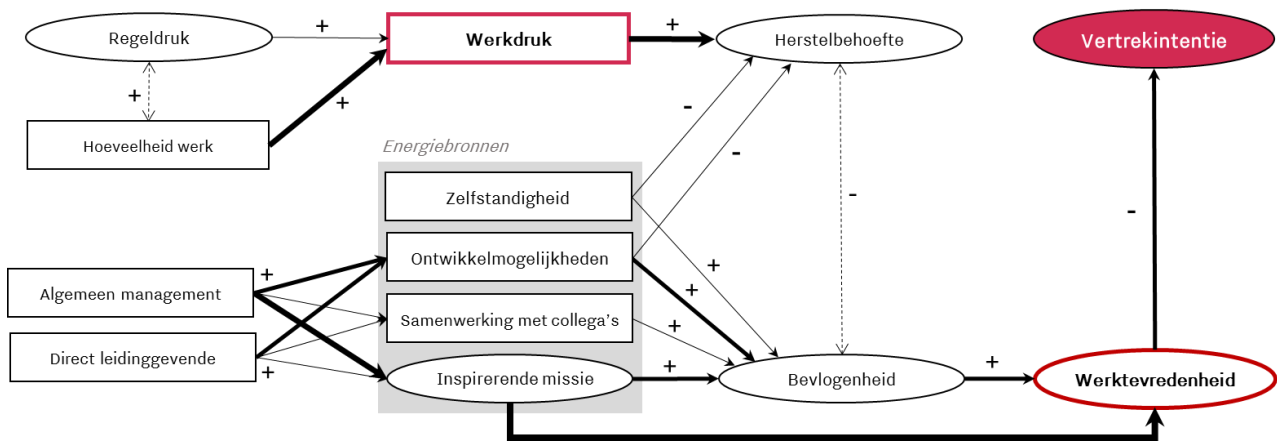 Regeldruk
+
Werkdruk
+
Herstelbehoefte
Vertrekintentie
+
+
Hoeveelheid werk
-
-
Energiebronnen
Zelfstandigheid
-
-
Ontwikkelmogelijkheden
+
+
Algemeen management
+
Samenwerking met collega's
+
Direct leidinggevende
+
Inspirerende missie
+
Bevlogenheid
+
Werktevredenheid